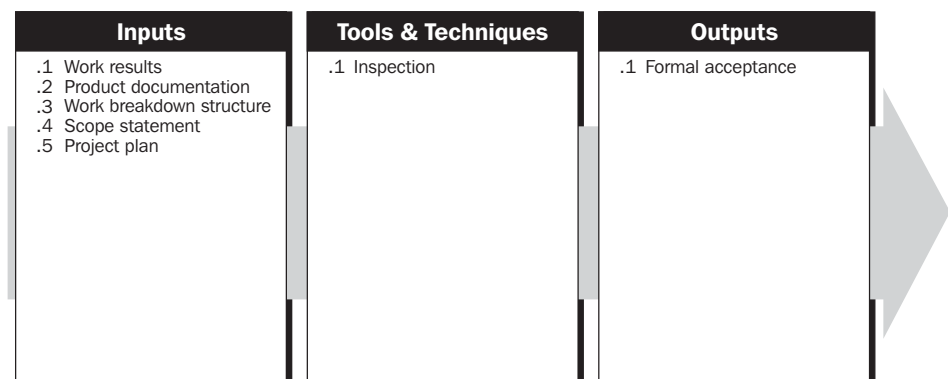 Inputs
.1 Work results
.2 Product documentation
.3 Work breakdown structure
.4 Scope statement
.5 Project plan
Tools & Techniques
.1 Inspection
Outputs
.1 Formal acceptance